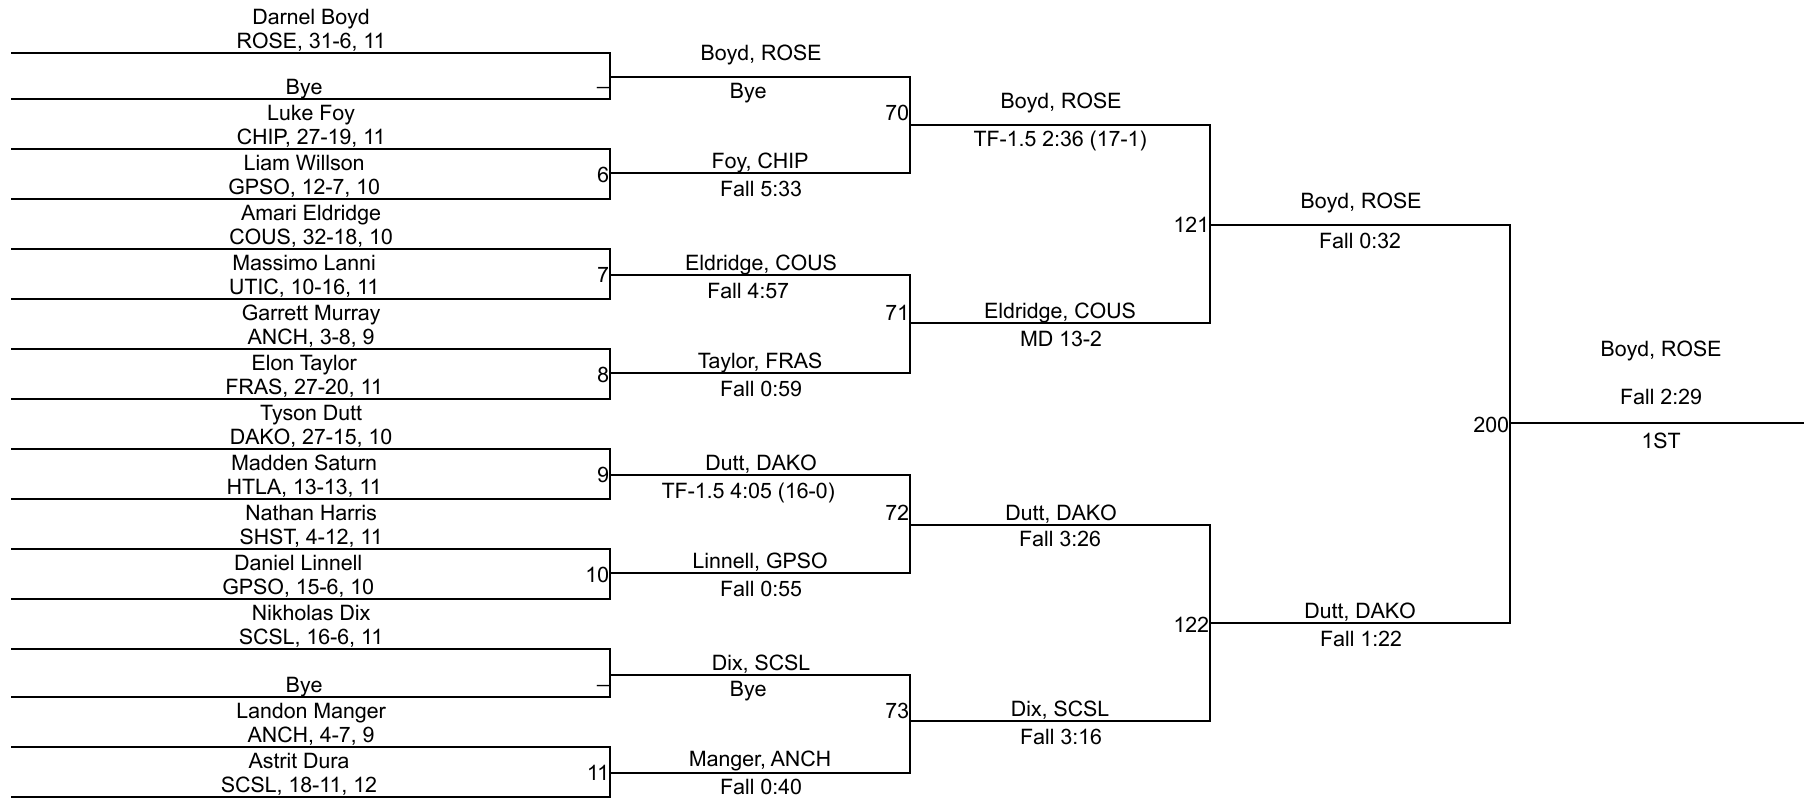 Darnel Boyd
ROSE, 31-6, 11
Bye
Luke Foy
CHIP, 27-19, 11
Liam Willson
GPSO, 12-7, 10
Amari Eldridge
COUS, 32-18, 10
Massimo Lanni
UTIC, 10-16, 11
Garrett Murray
ANCH, 3-8, 9
Elon Taylor
FRAS, 27-20, 11
Tyson Dutt
DAKO, 27-15, 10
Madden Saturn
HTLA, 13-13, 11
Nathan Harris
SHST, 4-12, 11
Daniel Linnell
GPSO, 15-6, 10
Nikholas Dix
SCSL, 16-6, 11
Bye
Landon Manger
ANCH, 4-7, 9
Astrit Dura
SCSL, 18-11, 12
6
7
8
9
10
11
Boyd, ROSE
Bye
Foy, CHIP
Fall 5:33
Eldridge, COUS
Fall 4:57
Taylor, FRAS
Fall 0:59
Dutt, DAKO
TF-1.5 4:05 (16-0)
Linnell, GPSO
Fall 0:55
Dix, SCSL
Bye
Manger, ANCH
Fall 0:40
70
71
72
73
Boyd, ROSE
TF-1.5 2:36 (17-1)
Eldridge, COUS
MD 13-2
Dutt, DAKO
Fall 3:26
Dix, SCSL
Fall 3:16
121
122
Boyd, ROSE
Fall 0:32
Dutt, DAKO
Fall 1:22
200
Boyd, ROSE
Fall 2:29
1ST